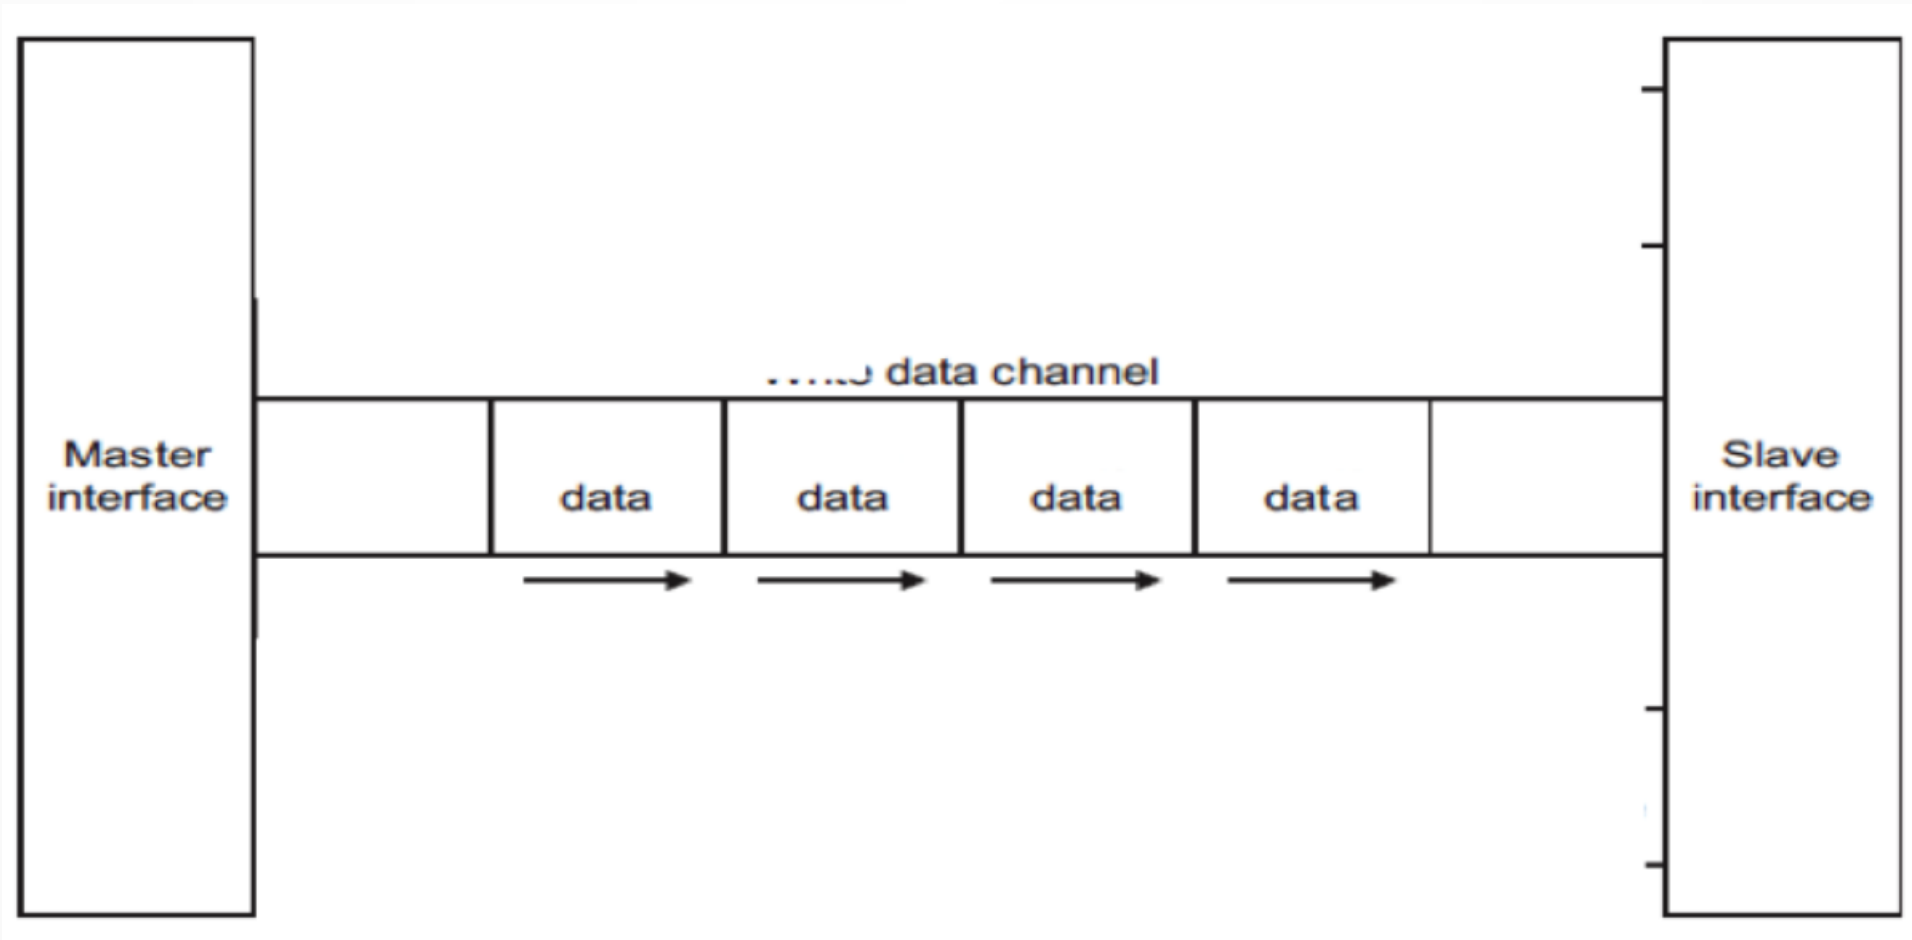 data channel
Master
interface
data
data
data
data
Slave
interface